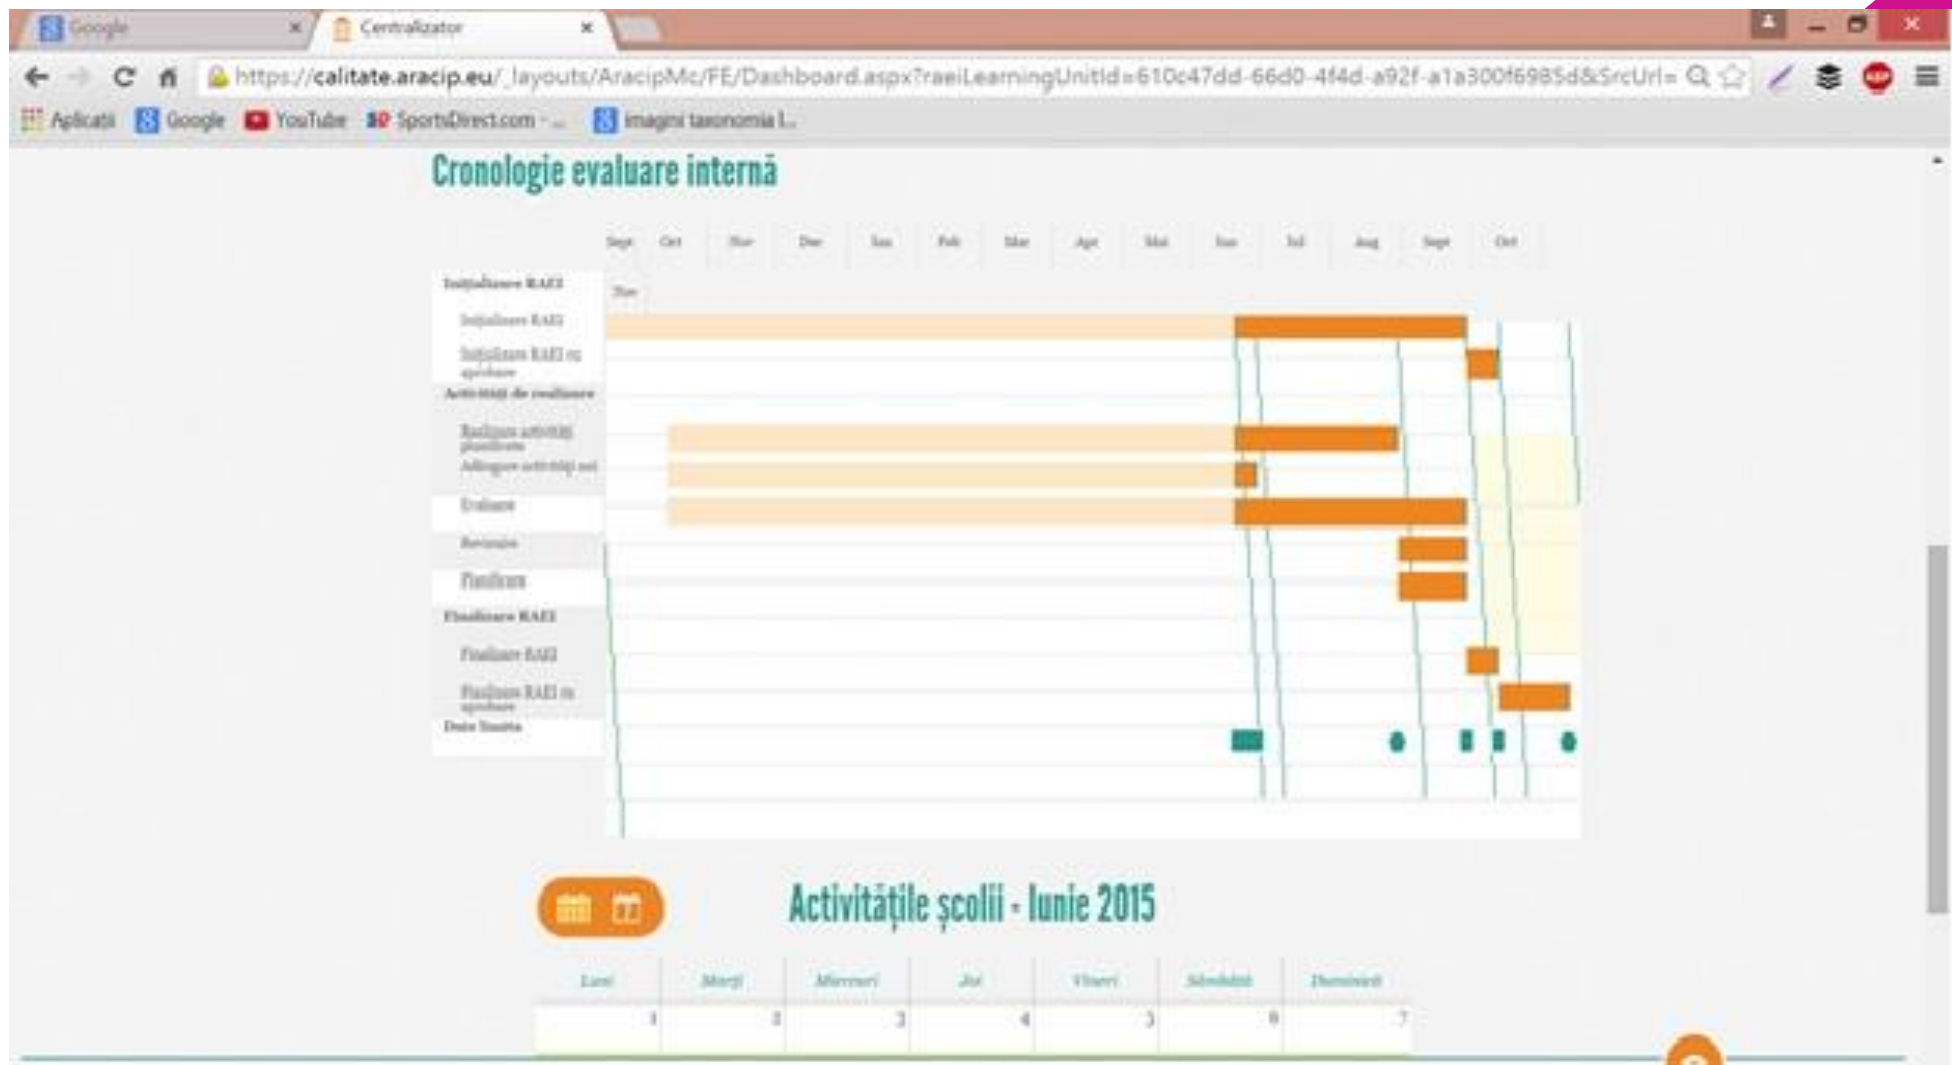 Google
Centralizator
https://calitate.aracip.eu/_layouts/AracipMc/FE/Dashboard.aspx?raeiLearningUnitId=610c47dd-66d0-4f4d-a92f-a1a300f6985d&SrcUrl=
Aplicații Google YouTube SportsDirect.com - ... imagini taxonomia l...
Cronologie evaluare internă
Sept Oct Nov Dec Ian Feb Mar Apr Mai Iun Iul Aug Sept Oct
Inițializare RAEI
Nov
Inițializare RAEI
Inițializare RAEI cu
aprobare
Activități de realizare
Realizare activități
planificate
Adăugare activități noi
Evaluare
Revizuire
Planificare
Finalizare RAEI
Finalizare RAEI
Finalizare RAEI cu
aprobare
Date limita
Activitățile școlii - Iunie 2015
Luni Marți Miercuri Joi Vineri Sâmbătă Duminică
1 2 3 4 5 6 7